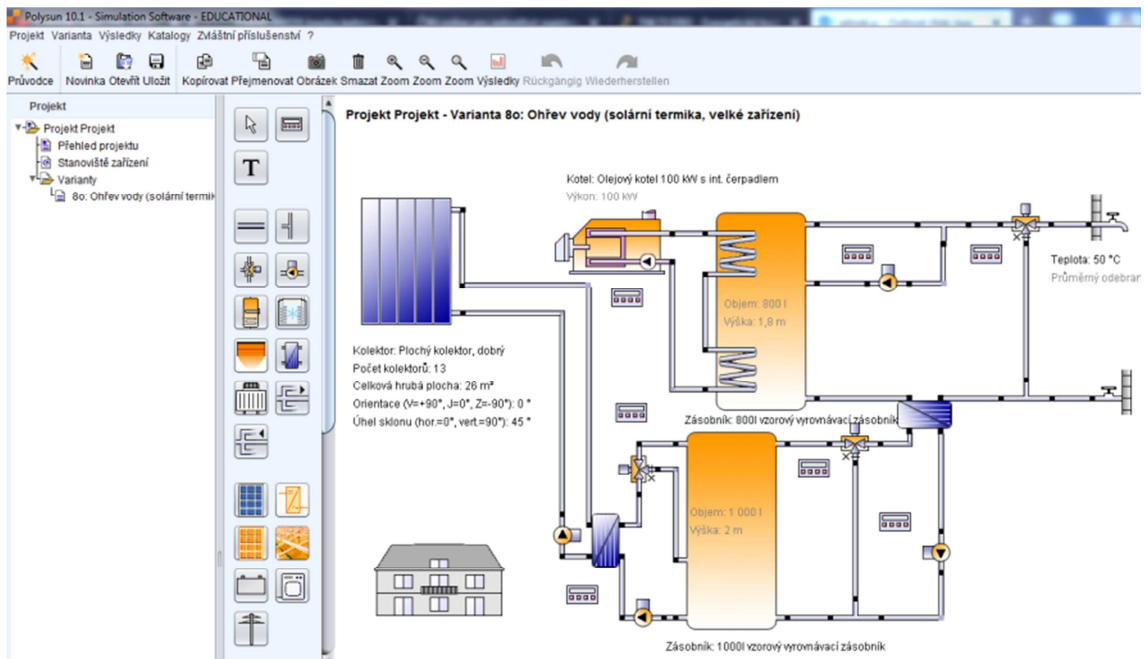 Polysun 10.1 - Simulation Software - EDUCATIONAL
Projekt Varianta Výsledky Katalogy Zvláštní příslušenství ?
Průvodce Novinka Otevřít Uložit Kopírovat Přejmenovat Obrázek Smazat Zoom Zoom Zoom Výsledky Rückgängig Wiederherstellen
Projekt
Projekt Projekt
Přehled projektu
Stanoviště zařízení
Varianty
8o: Ohřev vody (solární termik
T
Projekt Projekt - Varianta 8o: Ohřev vody (solární termika, velké zařízení)
Kotel: Olejový kotel 100 kW s int. čerpadlem
Výkon: 100 kW
Teplota: 50 °C
Průměrný odebran
Objem: 800 l
Výška: 1,8 m
Kolektor: Plochý kolektor, dobrý
Počet kolektorů: 13
Celková hrubá plocha: 26 m²
Orientace (V=+90°, J=0°, Z=-90°): 0 °
Úhel sklonu (hor.=0°, vert.=90°): 45 °
Zásobník: 800l vzorový vyrovnávací zásobník
Objem: 1 000 l
Výška: 2 m
Zásobník: 1000l vzorový vyrovnávací zásobník